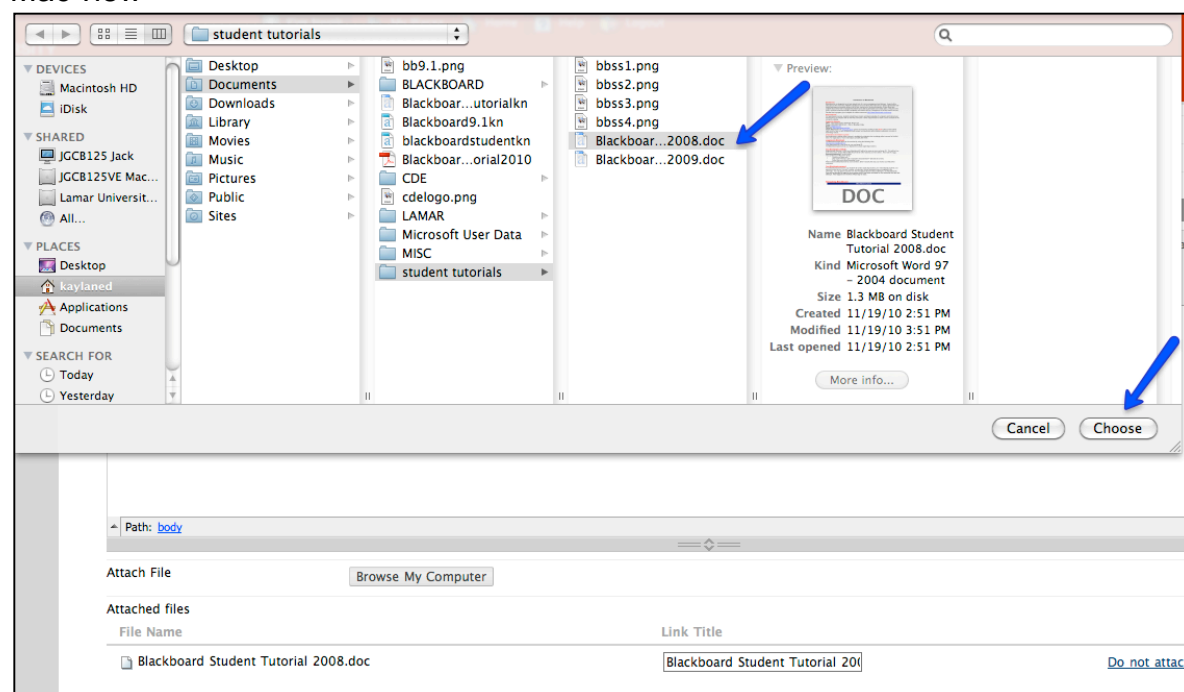 student tutorials
DEVICES
Macintosh HD
iDisk
SHARED
JGCB125 Jack
JGCB125VE Mac...
Lamar Universit...
All...
PLACES
Desktop
kaylaned
Applications
Documents
SEARCH FOR
Today
Yesterday
Desktop
Documents
Downloads
Library
Movies
Music
Pictures
Public
Sites
bb9.1.png
BLACKBOARD
Blackboar...utorialkn
Blackboard9.1kn
blackboardstudentkn
Blackboar...orial2010
CDE
cdelogo.png
LAMAR
Microsoft User Data
MISC
student tutorials
bbss1.png
bbss2.png
bbss3.png
bbss4.png
Blackboar...2008.doc
Blackboar...2009.doc
Preview:
DOC
Name Blackboard Student
Tutorial 2008.doc
Kind Microsoft Word 97
– 2004 document
Size 1.3 MB on disk
Created 11/19/10 2:51 PM
Modified 11/19/10 3:51 PM
Last opened 11/19/10 2:51 PM
More info...
Cancel Choose
Path: body
Attach File Browse My Computer
Attached files
File Name Link Title
Blackboard Student Tutorial 2008.doc Blackboard Student Tutorial 20 Do not attac